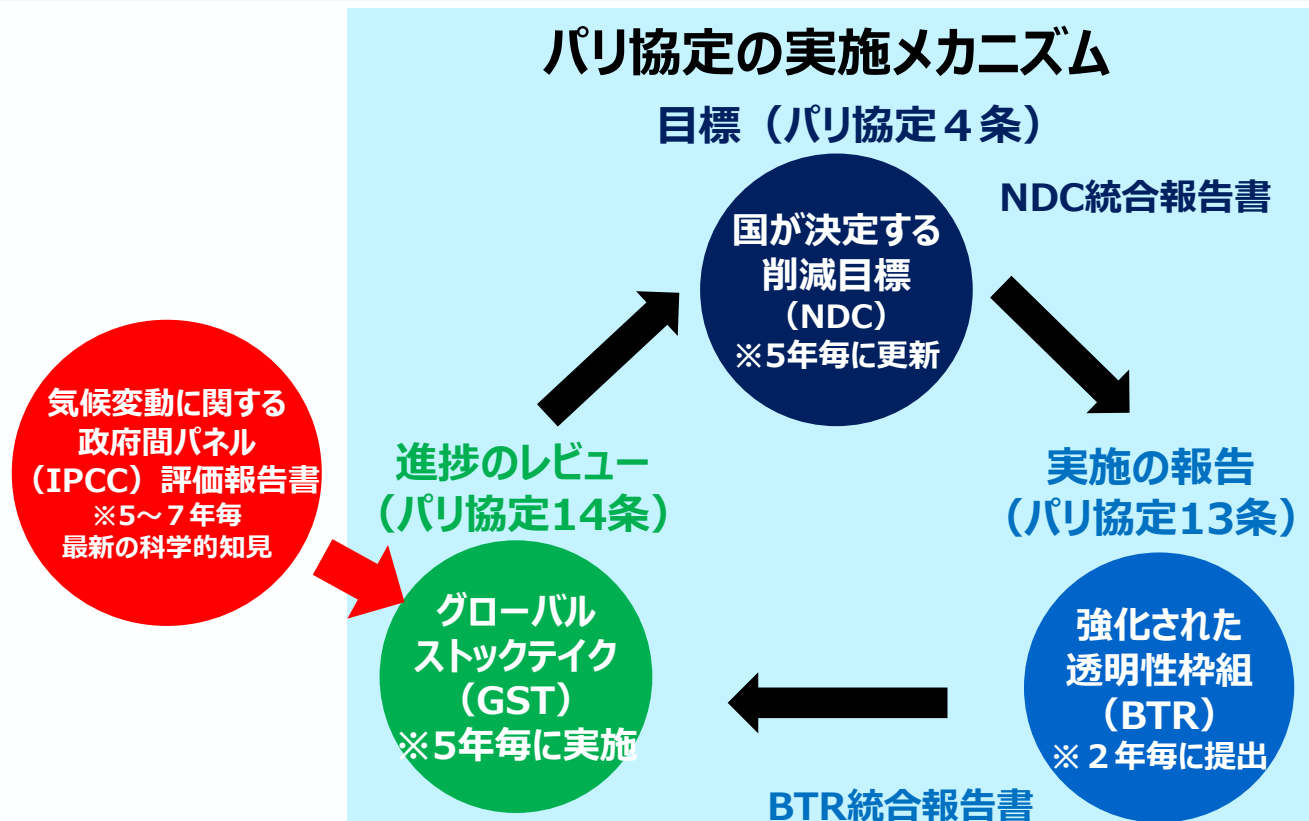 パリ協定の実施メカニズム
目標（パリ協定４条）
NDC統合報告書
国が決定する
削減目標
（NDC）
※5年毎に更新
気候変動に関する
政府間パネル
（IPCC）評価報告書
※5～７年毎
最新の科学的知見
進捗のレビュー
（パリ協定14条）
実施の報告
（パリ協定13条）
グローバル
ストックテイク
（GST）
※5年毎に実施
強化された
透明性枠組
（BTR）
※２年毎に提出
BTR統合報告書